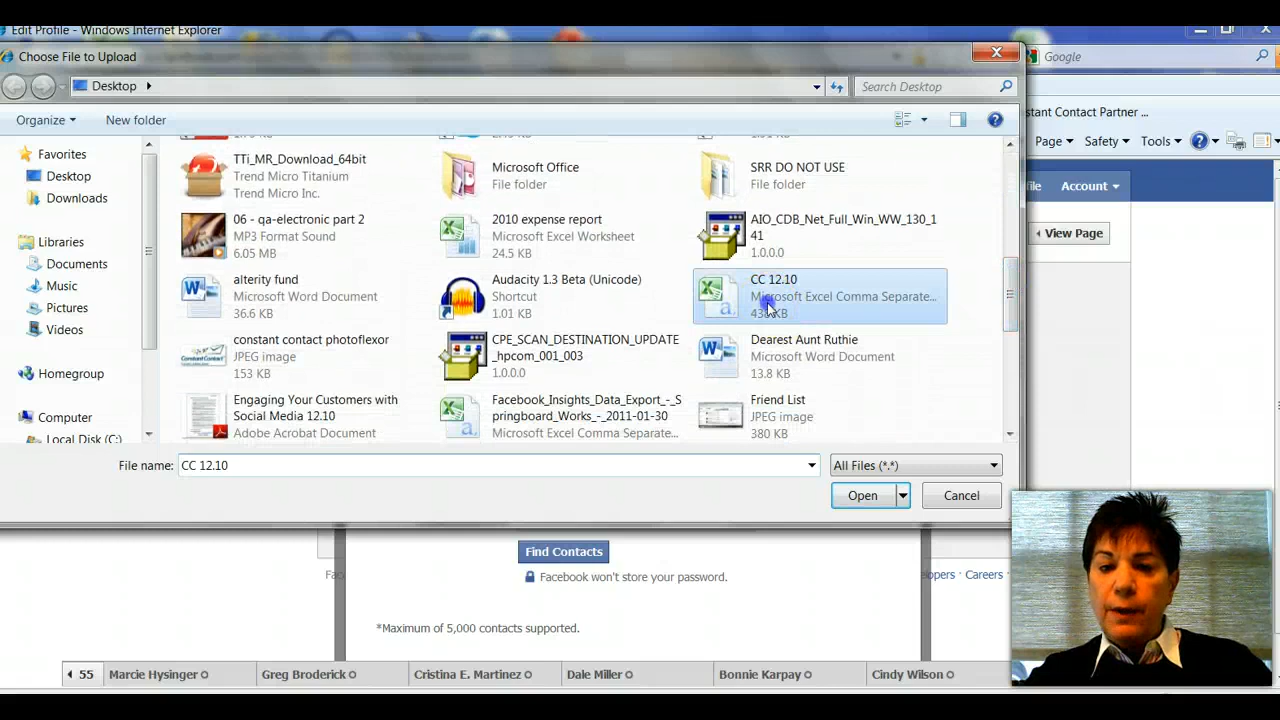 Edit Profile - Windows Internet Explorer
Choose File to Upload
Google
Desktop
Search Desktop
stant Contact Partner ...
Organize
New folder
Page
Safety
Tools
Favorites
Desktop
Downloads
Libraries
Documents
Music
Pictures
Videos
Homegroup
Computer
Local Disk (C:)
TTi_MR_Download_64bit
Trend Micro Titanium
Trend Micro Inc.
Microsoft Office
File folder
SRR DO NOT USE
File folder
06 - qa-electronic part 2
MP3 Format Sound
6.05 MB
2010 expense report
Microsoft Excel Worksheet
24.5 KB
AIO_CDB_Net_Full_Win_WW_130_1
41
1.0.0.0
alterity fund
Microsoft Word Document
36.6 KB
Audacity 1.3 Beta (Unicode)
Shortcut
1.01 KB
CC 12.10
Microsoft Excel Comma Separate...
constant contact photoflexor
JPEG image
153 KB
CPE_SCAN_DESTINATION_UPDATE
_hpcom_001_003
1.0.0.0
Dearest Aunt Ruthie
Microsoft Word Document
13.8 KB
Engaging Your Customers with
Social Media 12.10
Adobe Acrobat Document
Facebook_Insights_Data_Export_-_S
pringboard_Works_-_2011-01-30
Microsoft Excel Comma Separate...
Friend List
JPEG image
380 KB
file
Account
View Page
File name:
CC 12.10
All Files (*.*)
Open
Cancel
Find Contacts
Facebook won't store your password.
elopers · Careers
*Maximum of 5,000 contacts supported.
55
Marcie Hysinger
Greg Broderick
Cristina E. Martinez
Dale Miller
Bonnie Karpay
Cindy Wilson